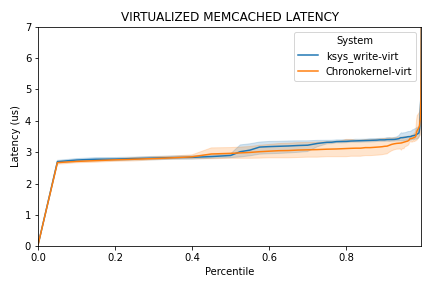 VIRTUALIZED MEMCACHED LATENCY
System
ksys_write-virt
Chronokernel-virt
Latency (us)
7
6
5
4
3
2
1
0
0.0 0.2 0.4 0.6 0.8
Percentile